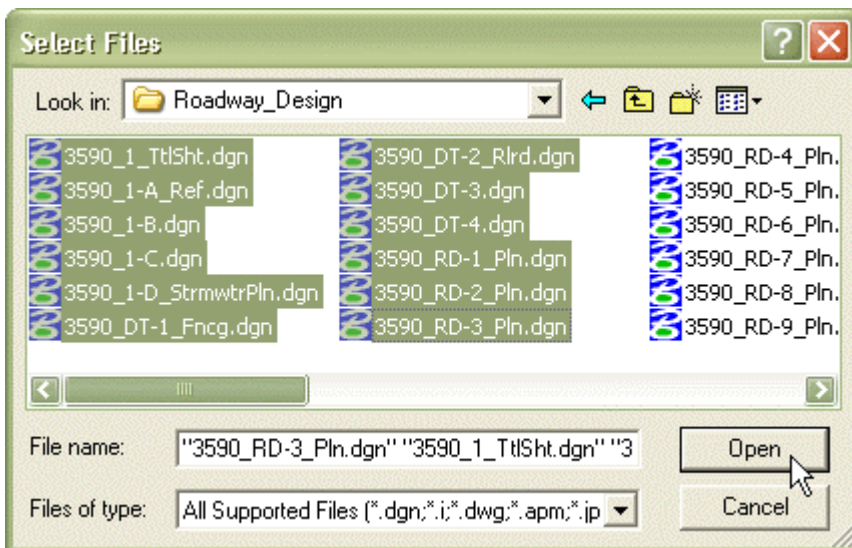 Select Files
Look in: Roadway_Design
3590_1_TtlSht.dgn 3590_DT-2_Rlrd.dgn 3590_RD-4_Pln.
3590_1-A_Ref.dgn 3590_DT-3.dgn 3590_RD-5_Pln.
3590_1-B.dgn 3590_DT-4.dgn 3590_RD-6_Pln.
3590_1-C.dgn 3590_RD-1_Pln.dgn 3590_RD-7_Pln.
3590_1-D_StrmwtrPln.dgn 3590_RD-2_Pln.dgn 3590_RD-8_Pln.
3590_DT-1_Fncg.dgn 3590_RD-3_Pln.dgn 3590_RD-9_Pln.
File name: "3590_RD-3_Pln.dgn" "3590_1_TtlSht.dgn" "3 Open
Files of type: All Supported Files (*.dgn;*.i;*.dwg;*.apm;*.jp Cancel